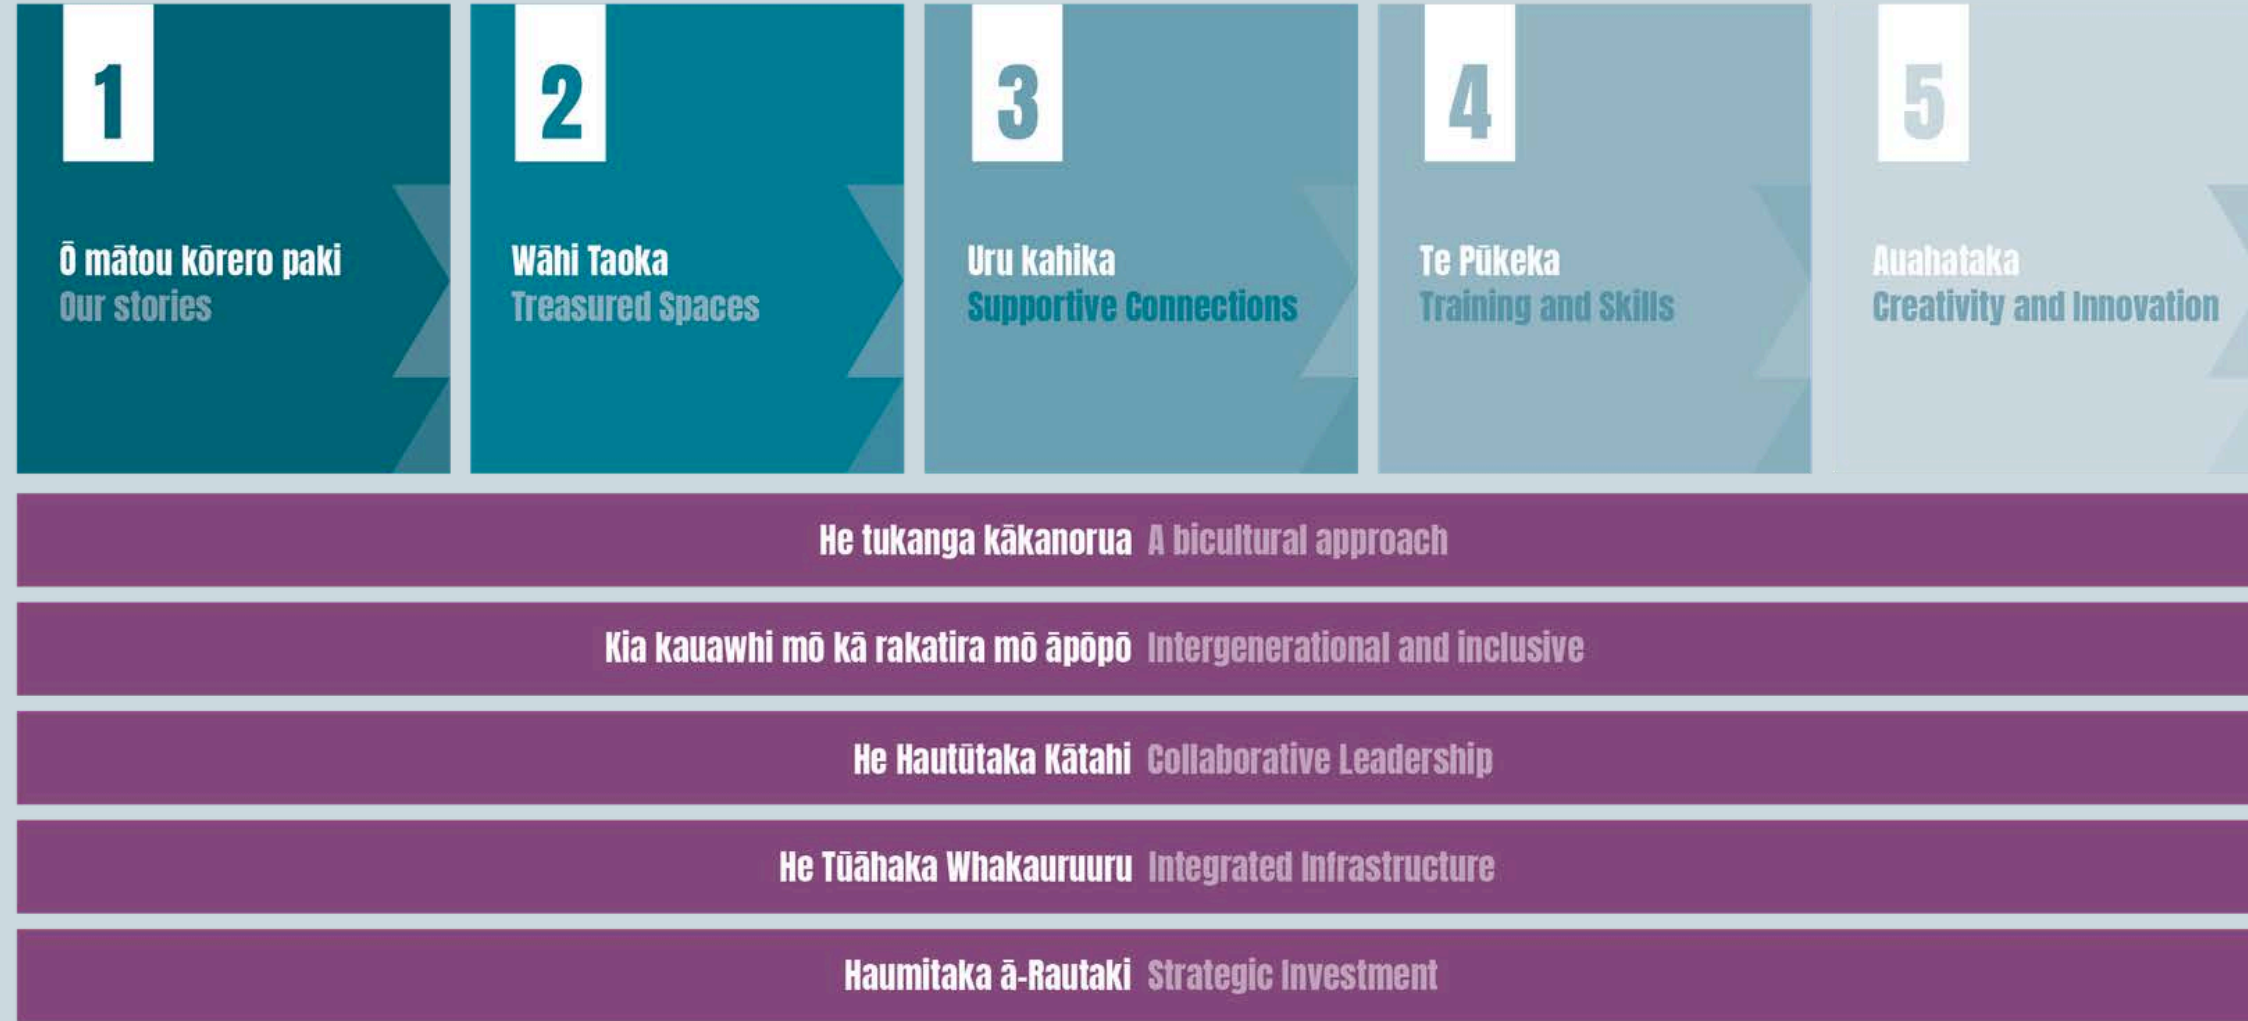 1
Ō mātou kōrero paki
Our stories
2
Wāhi Taoka
Treasured Spaces
3
Uru kahika
Supportive Connections
4
Te Pūkeka
Training and Skills
5
Auahataka
Creativity and Innovation
He tukanga kākanorua A bicultural approach
Kia kauawhi mō kā rakatira mō āpōpō Intergenerational and inclusive
He Hautūtaka Kātahi Collaborative Leadership
He Tūāhaka Whakauruuru Integrated Infrastructure
Haumitaka ā-Rautaki Strategic Investment